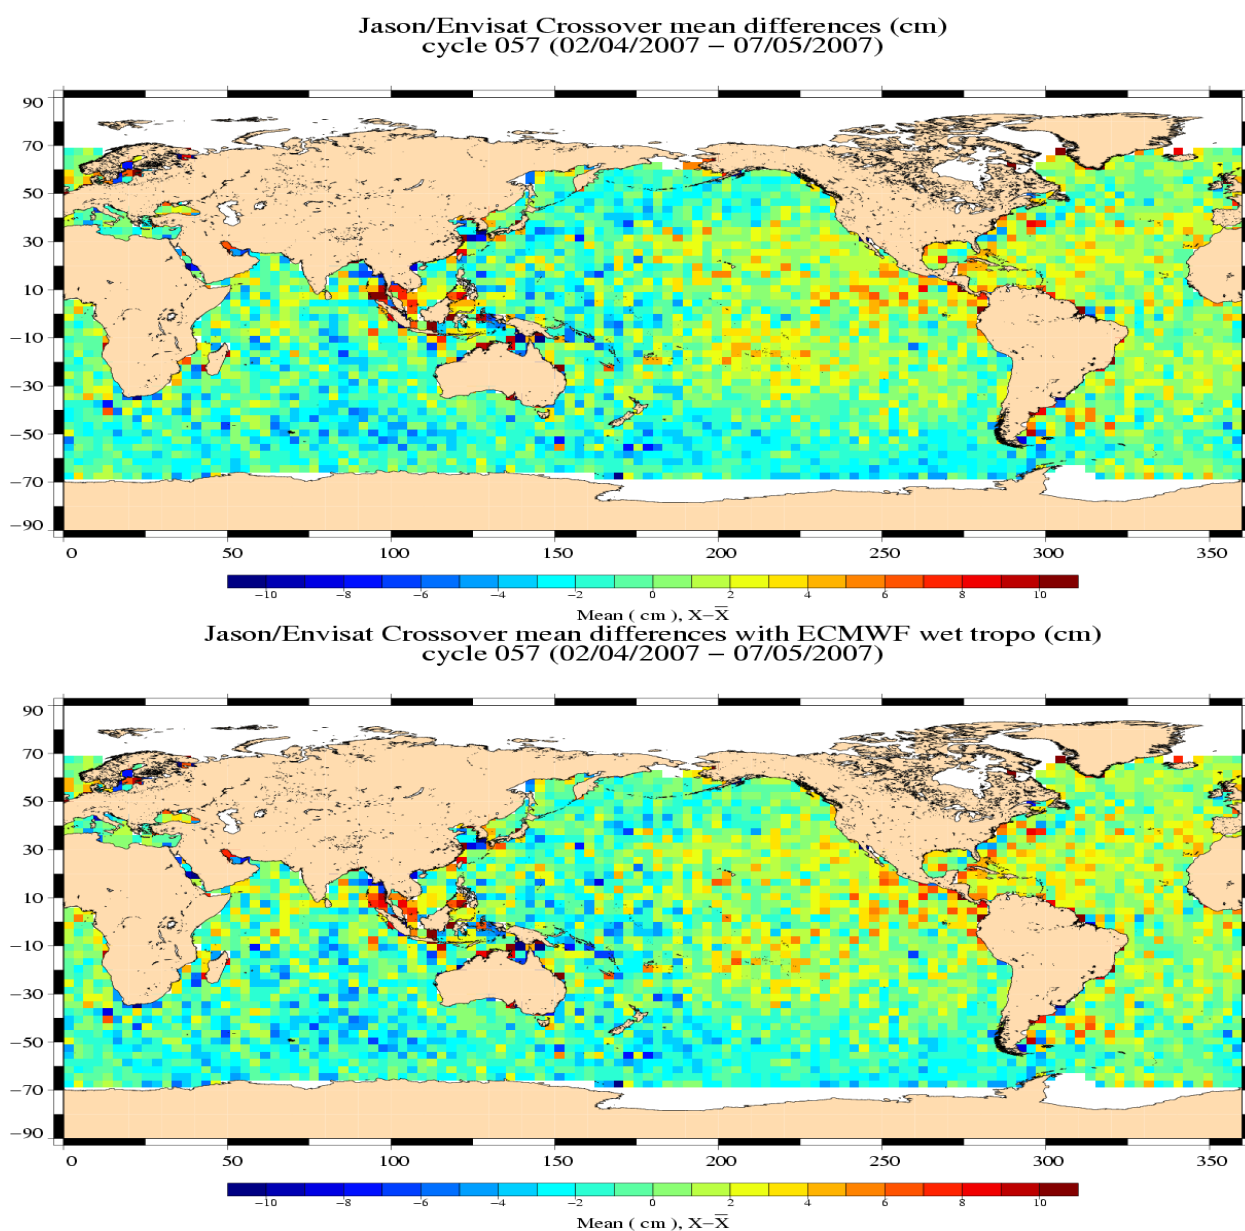 Jason/Envisat Crossover mean differences (cm)
cycle 057 (02/04/2007 − 07/05/2007)
90
70
50
30
10
−10
−30
−50
−70
−90
0 50 100 150 200 250 300 350
−10 −8 −6 −4 −2 0 2 4 6 8 10
Mean ( cm ), X−X̅
Jason/Envisat Crossover mean differences with ECMWF wet tropo (cm)
cycle 057 (02/04/2007 − 07/05/2007)
90
70
50
30
10
−10
−30
−50
−70
−90
0 50 100 150 200 250 300 350
−10 −8 −6 −4 −2 0 2 4 6 8 10
Mean ( cm ), X−X̅